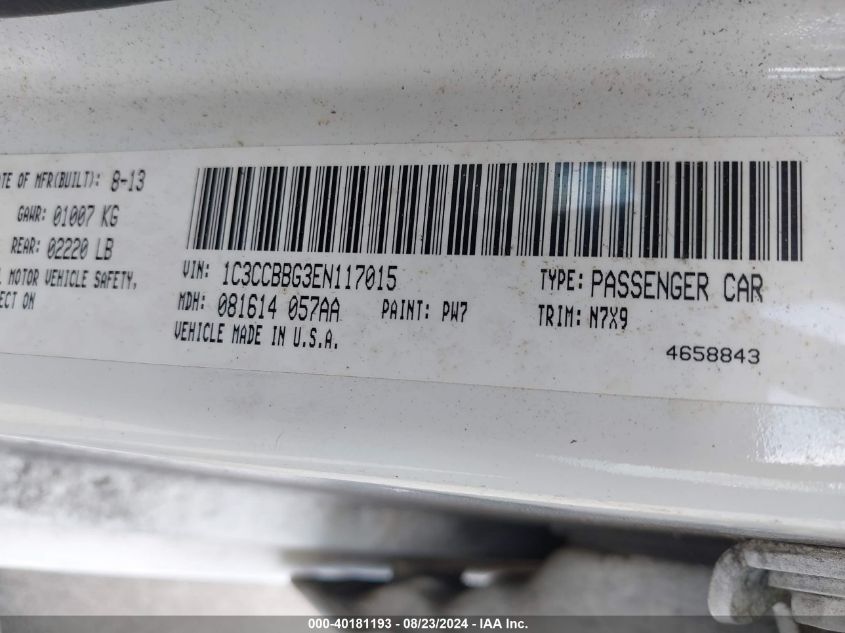 TE OF MFR(BUILT): 8-13
GAWR: 01007 KG
REAR: 02220 LB
MOTOR VEHICLE SAFETY,
ECT ON
VIN: 1C3CCBBG3EN117015
TYPE: PASSENGER CAR
MDH: 081614 057AA
PAINT: PW7
TRIM: N7X9
VEHICLE MADE IN U.S.A.
4658843
000-40181193 - 08/23/2024 - IAA Inc.